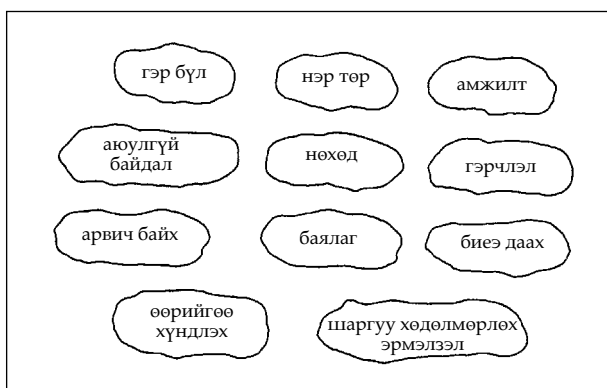 гэр бүл
нэр төр
амжилт
аюулгүй
байдал
нөхөд
гэрчлэл
арвич байх
баялаг
биеэ даах
өөрийгөө
хүндлэх
шаргуу хөдөлмөрлөх
эрмэлзэл